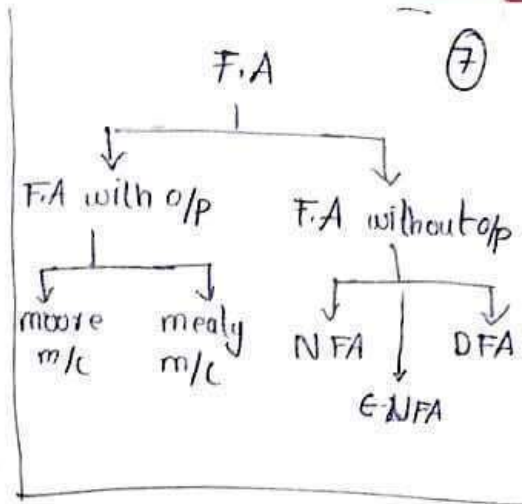 7
F.A
F.A with o/p
F.A without o/p
moore
m/c
mealy
m/c
NFA
ε-NFA
DFA